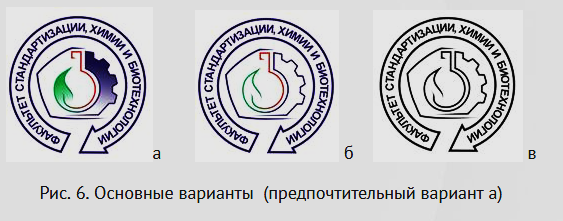 ФАКУЛЬТЕТ СТАНДАРТИЗАЦИИ, ХИМИИ И БИОТЕХНОЛОГИИ
а
ФАКУЛЬТЕТ СТАНДАРТИЗАЦИИ, ХИМИИ И БИОТЕХНОЛОГИИ
б
ФАКУЛЬТЕТ СТАНДАРТИЗАЦИИ, ХИМИИ И БИОТЕХНОЛОГИИ
в
Рис. 6. Основные варианты (предпочтительный вариант а)